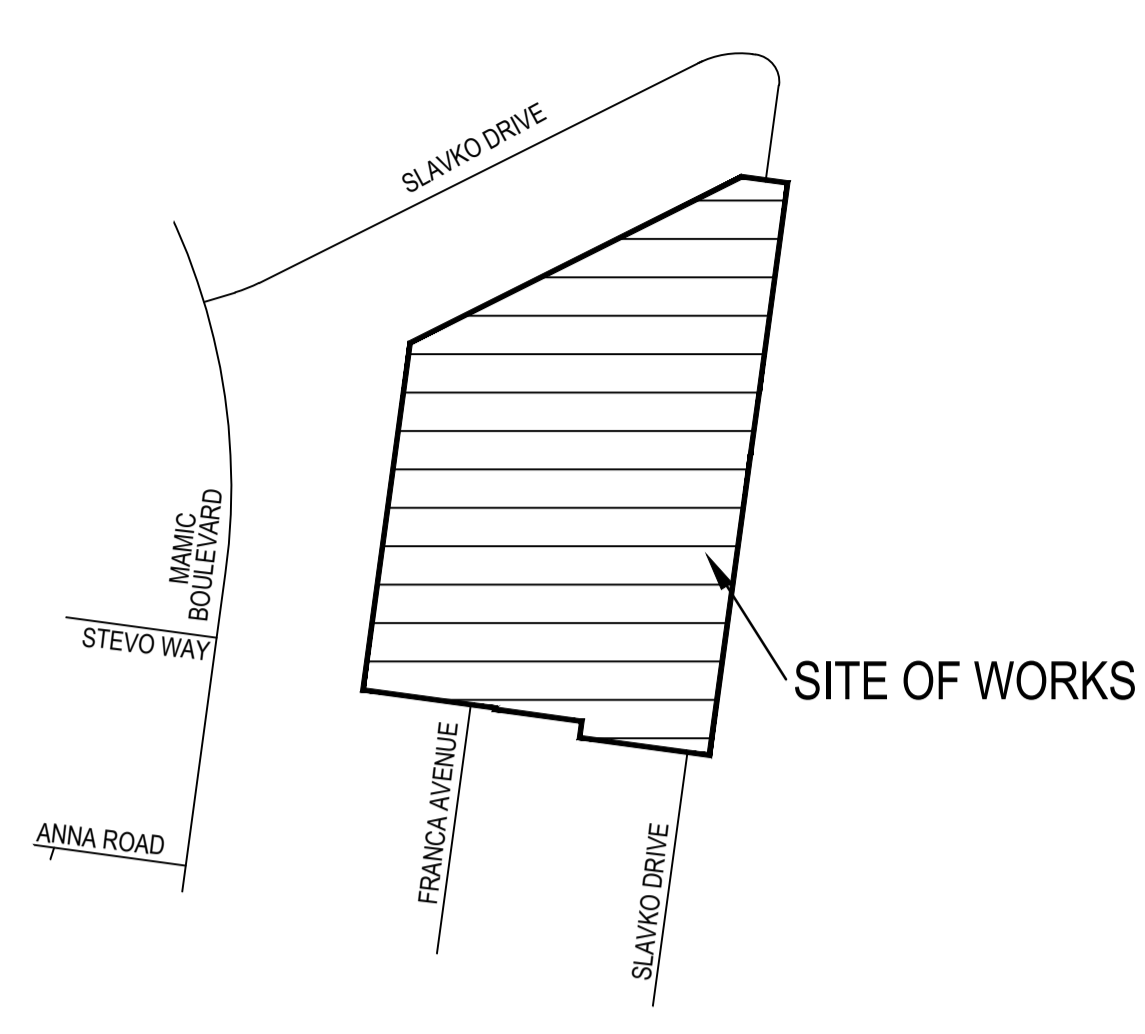 SLAVKO DRIVE
MAMIC
BOULEVARD
STEVO WAY
SITE OF WORKS
FRANCA AVENUE
ANNA ROAD
SLAVKO DRIVE